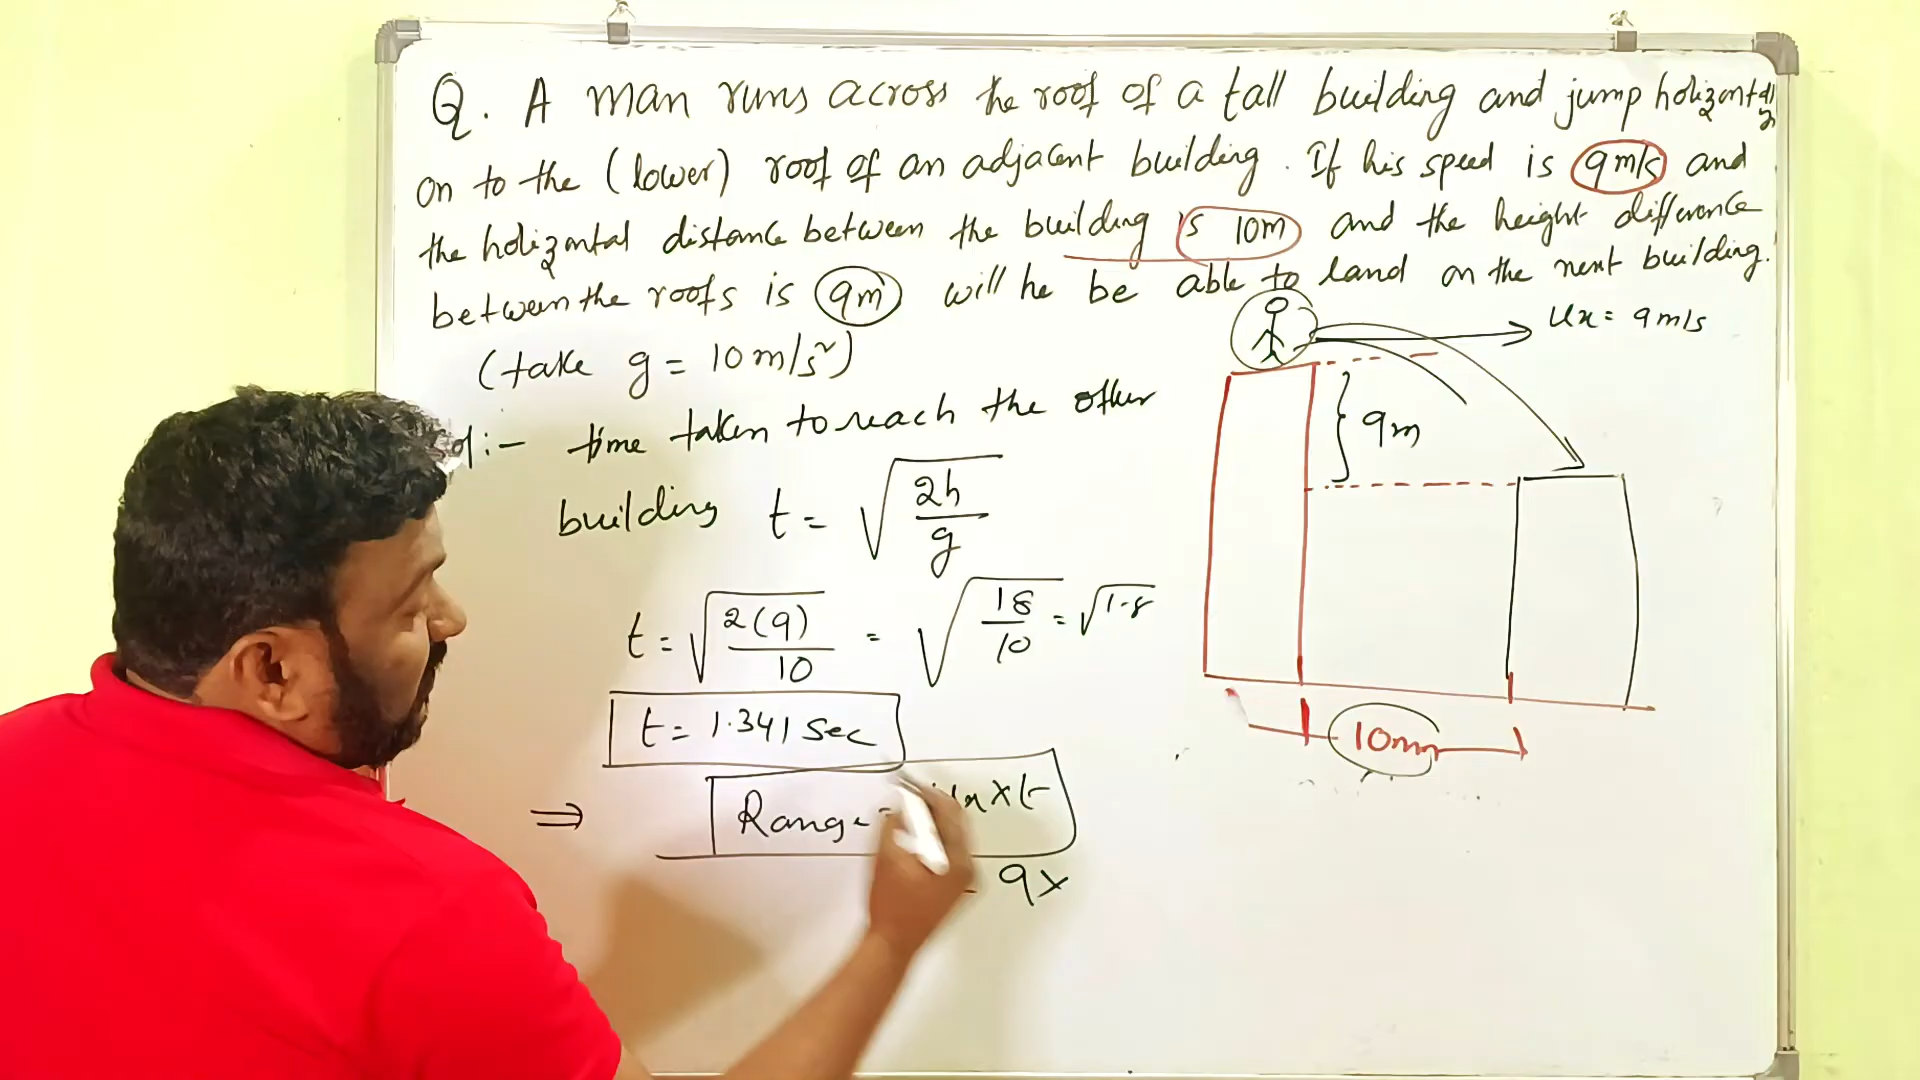 Q. A man runs across the roof of a tall building and jump horizontally
on to the (lower) roof of an adjacent building. If his speed is 9m/s and
the horizontal distance between the building is 10m and the height difference
between the roofs is 9m will he be able to land on the next building.
(take g = 10 m/s²)
Sol:- time taken to reach the other
building t = √2h/g
t = √2(9)/10 = √18/10 = √1.8
t = 1.341 Sec
⇒ Range = Ux × t
= 9×
Ux = 9m/s
9m
10m